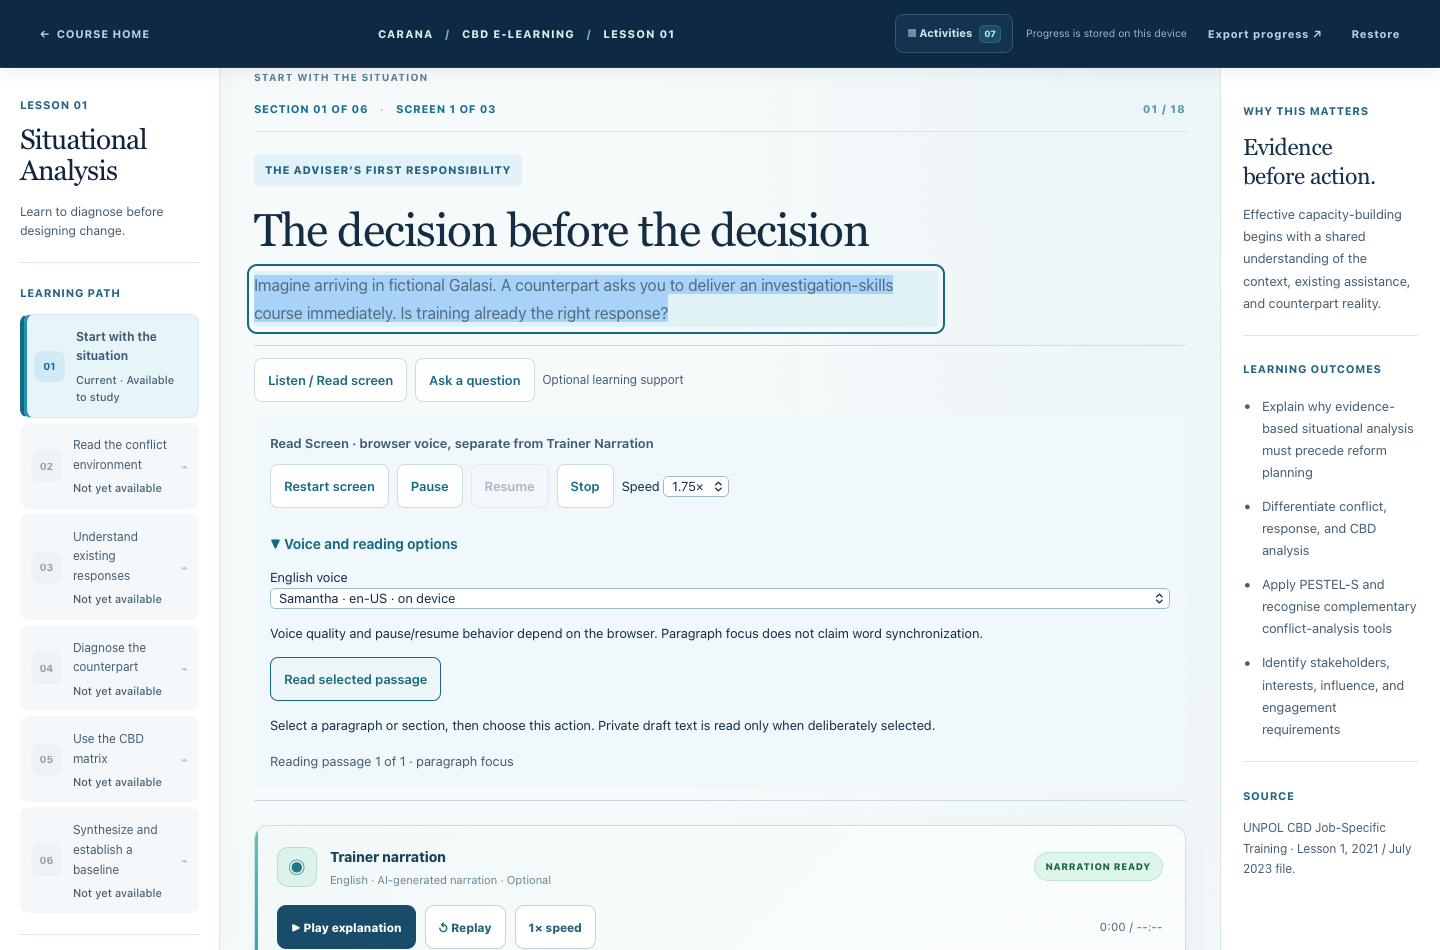 ← COURSE HOME
CARANA / CBD E-LEARNING / LESSON 01
Activities 07
Progress is stored on this device
Export progress ↗
Restore
LESSON 01
Situational
Analysis
Learn to diagnose before
designing change.
LEARNING PATH
01
Start with the
situation
Current · Available
to study
02
Read the conflict
environment
Not yet available
03
Understand
existing
responses
Not yet available
04
Diagnose the
counterpart
Not yet available
05
Use the CBD
matrix
Not yet available
06
Synthesize and
establish a
baseline
Not yet available
START WITH THE SITUATION
SECTION 01 OF 06 · SCREEN 1 OF 03
01 / 18
THE ADVISER'S FIRST RESPONSIBILITY
The decision before the decision
Imagine arriving in fictional Galasi. A counterpart asks you to deliver an investigation-skills
course immediately. Is training already the right response?
Listen / Read screen
Ask a question
Optional learning support
Read Screen · browser voice, separate from Trainer Narration
Restart screen
Pause
Resume
Stop
Speed 1.75×
▼ Voice and reading options
English voice
Samantha · en-US · on device
Voice quality and pause/resume behavior depend on the browser. Paragraph focus does not claim word synchronization.
Read selected passage
Select a paragraph or section, then choose this action. Private draft text is read only when deliberately selected.
Reading passage 1 of 1 · paragraph focus
Trainer narration
English · AI-generated narration · Optional
NARRATION READY
▶ Play explanation
↺ Replay
1× speed
0:00 / --:--
WHY THIS MATTERS
Evidence
before action.
Effective capacity-building
begins with a shared
understanding of the
context, existing assistance,
and counterpart reality.
LEARNING OUTCOMES
• Explain why evidence-
based situational analysis
must precede reform
planning
• Differentiate conflict,
response, and CBD
analysis
• Apply PESTEL-S and
recognise complementary
conflict-analysis tools
• Identify stakeholders,
interests, influence, and
engagement
requirements
SOURCE
UNPOL CBD Job-Specific
Training · Lesson 1, 2021 / July
2023 file.